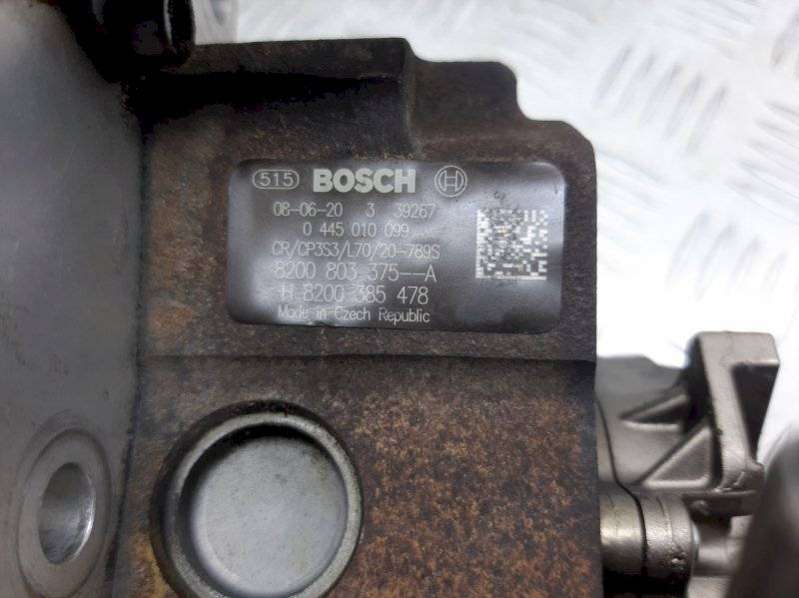 515 BOSCH H
08-06-20 3 39267
0 445 010 099
CR/CP3S3/L70/20-789S
8200 803 375--A
H 8200 385 478
Made in Czech Republic